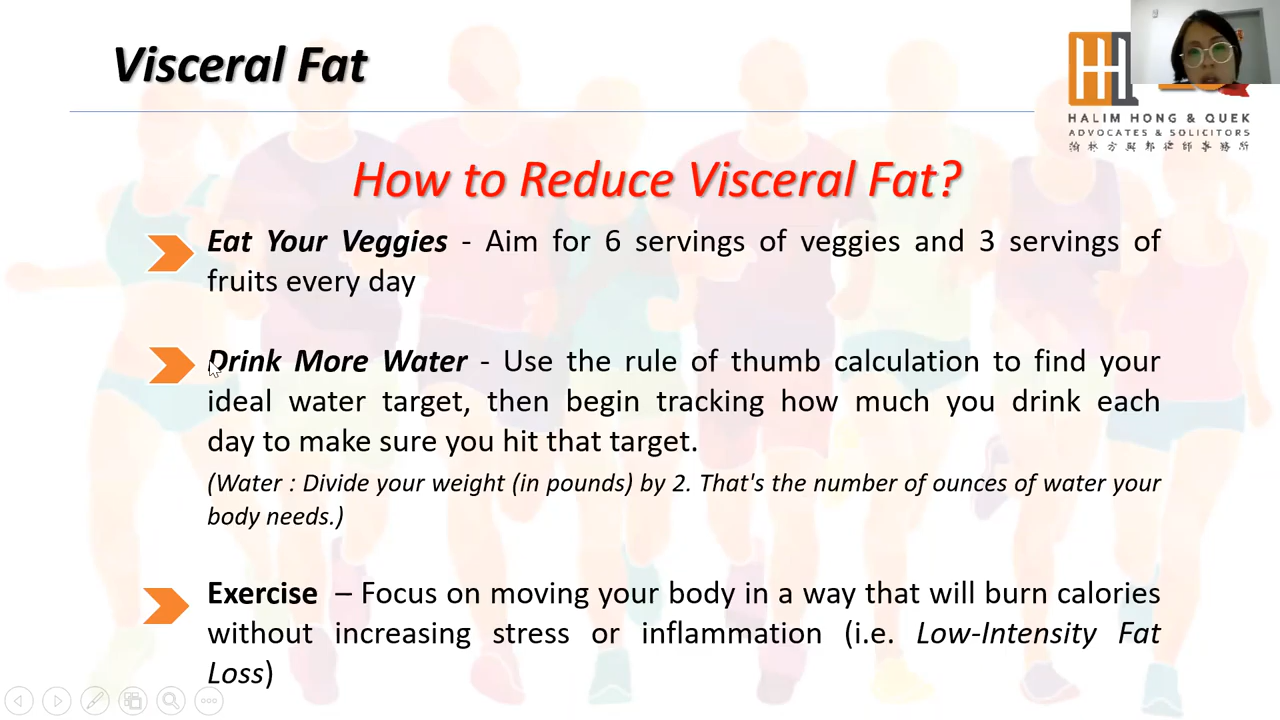 Visceral Fat
HALIM HONG & QUEK
ADVOCATES & SOLICITORS
How to Reduce Visceral Fat?
Eat Your Veggies - Aim for 6 servings of veggies and 3 servings of
fruits every day
Drink More Water - Use the rule of thumb calculation to find your
ideal water target, then begin tracking how much you drink each
day to make sure you hit that target.
(Water : Divide your weight (in pounds) by 2. That's the number of ounces of water your
body needs.)
Exercise – Focus on moving your body in a way that will burn calories
without increasing stress or inflammation (i.e. Low-Intensity Fat
Loss)